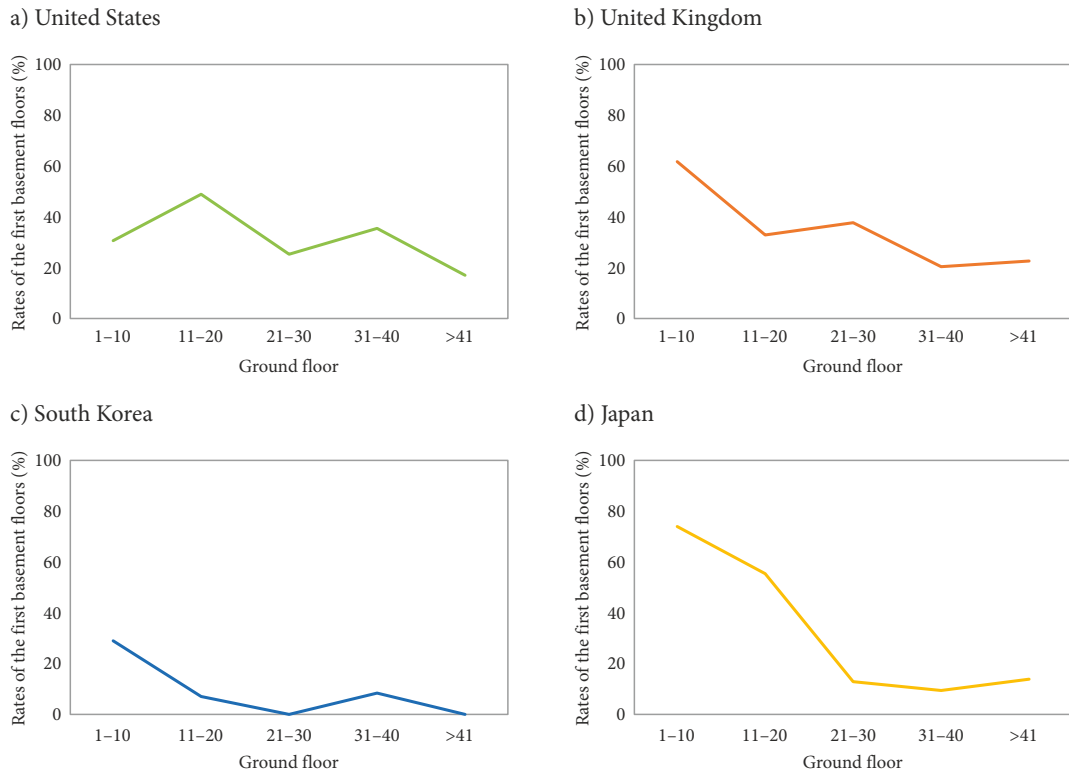 a) United States
Rates of the first basement floors (%)
100
80
60
40
20
0
1–10 11–20 21–30 31–40 >41
Ground floor
b) United Kingdom
Rates of the first basement floors (%)
100
80
60
40
20
0
1–10 11–20 21–30 31–40 >41
Ground floor
c) South Korea
Rates of the first basement floors (%)
100
80
60
40
20
0
1–10 11–20 21–30 31–40 >41
Ground floor
d) Japan
Rates of the first basement floors (%)
100
80
60
40
20
0
1–10 11–20 21–30 31–40 >41
Ground floor